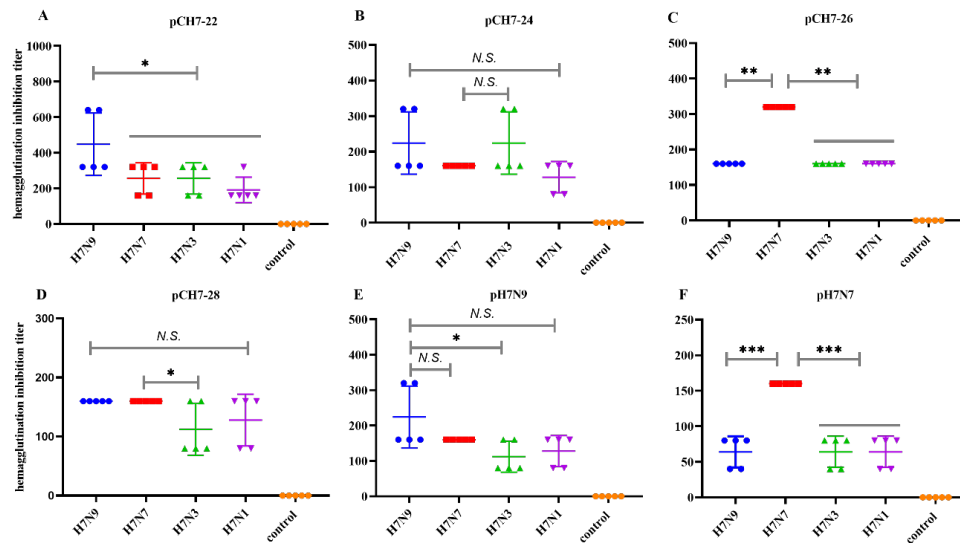 A
pCH7-22
hemagglutination inhibition titer
1000
800
600
400
200
0
*
H7N9
H7N7
H7N3
H7N1
control
B
pCH7-24
500
400
300
200
100
0
N.S.
N.S.
H7N9
H7N7
H7N3
H7N1
control
C
pCH7-26
500
400
300
200
100
0
**
**
H7N9
H7N7
H7N3
H7N1
control
D
pCH7-28
hemagglutination inhibition titer
300
200
100
0
N.S.
*
H7N9
H7N7
H7N3
H7N1
control
E
pH7N9
500
400
300
200
100
0
N.S.
*
N.S.
H7N9
H7N7
H7N3
H7N1
control
F
pH7N7
250
200
150
100
50
0
***
***
H7N9
H7N7
H7N3
H7N1
control